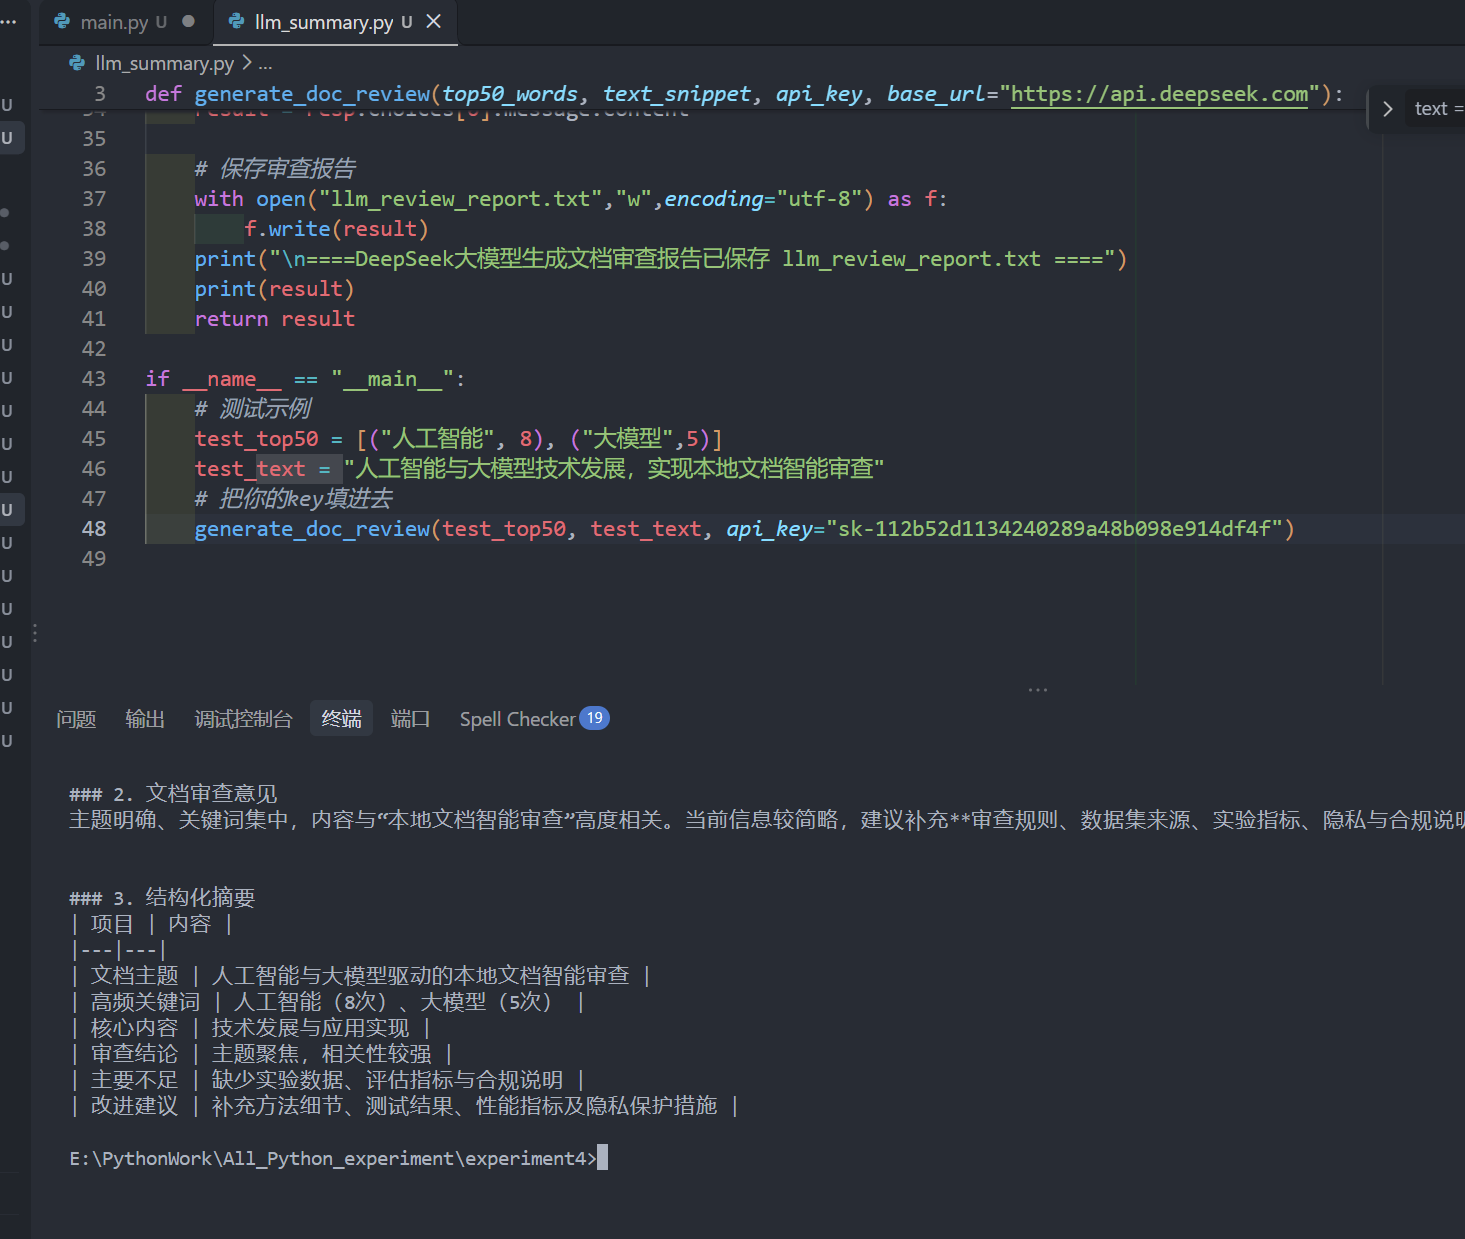 main.py U
llm_summary.py U
llm_summary.py > ...
3 def generate_doc_review(top50_words, text_snippet, api_key, base_url="https://api.deepseek.com"):
text =
35
36 # 保存审查报告
37 with open("llm_review_report.txt","w",encoding="utf-8") as f:
38 f.write(result)
39 print("\n====DeepSeek大模型生成文档审查报告已保存 llm_review_report.txt ====")
40 print(result)
41 return result
42
43 if __name__ == "__main__":
44 # 测试示例
45 test_top50 = [("人工智能", 8), ("大模型",5)]
46 test_text = "人工智能与大模型技术发展，实现本地文档智能审查"
47 # 把你的key填进去
48 generate_doc_review(test_top50, test_text, api_key="sk-112b52d1134240289a48b098e914df4f")
49
问题 输出 调试控制台 终端 端口 Spell Checker 19
### 2. 文档审查意见
主题明确、关键词集中，内容与“本地文档智能审查”高度相关。当前信息较简略，建议补充**审查规则、数据集来源、实验指标、隐私与合规说明
### 3. 结构化摘要
| 项目 | 内容 |
|---|---|
| 文档主题 | 人工智能与大模型驱动的本地文档智能审查 |
| 高频关键词 | 人工智能（8次）、大模型（5次） |
| 核心内容 | 技术发展与应用实现 |
| 审查结论 | 主题聚焦，相关性较强 |
| 主要不足 | 缺少实验数据、评估指标与合规说明 |
| 改进建议 | 补充方法细节、测试结果、性能指标及隐私保护措施 |
E:\PythonWork\All_Python_experiment\experiment4>